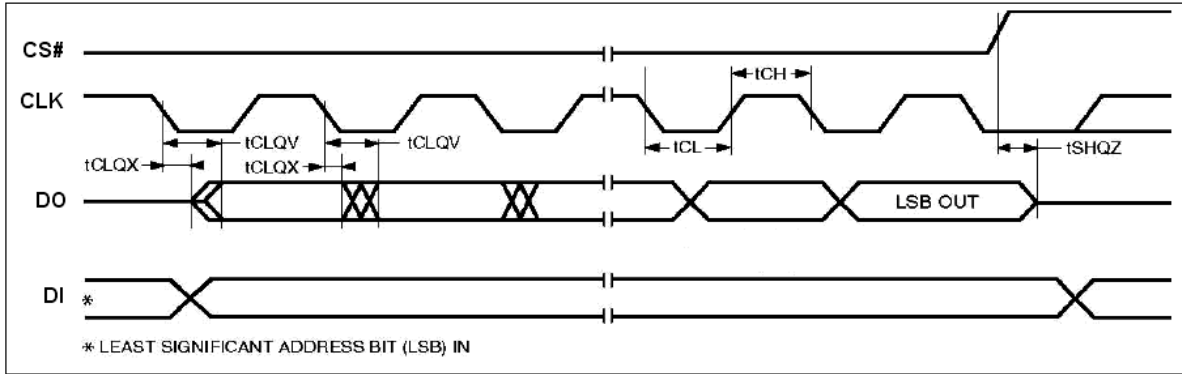 CS#
tCH
CLK
tCLQV
tCLQV
tCL
tSHQZ
tCLQX
tCLQX
DO
LSB OUT
DI
*
* LEAST SIGNIFICANT ADDRESS BIT (LSB) IN